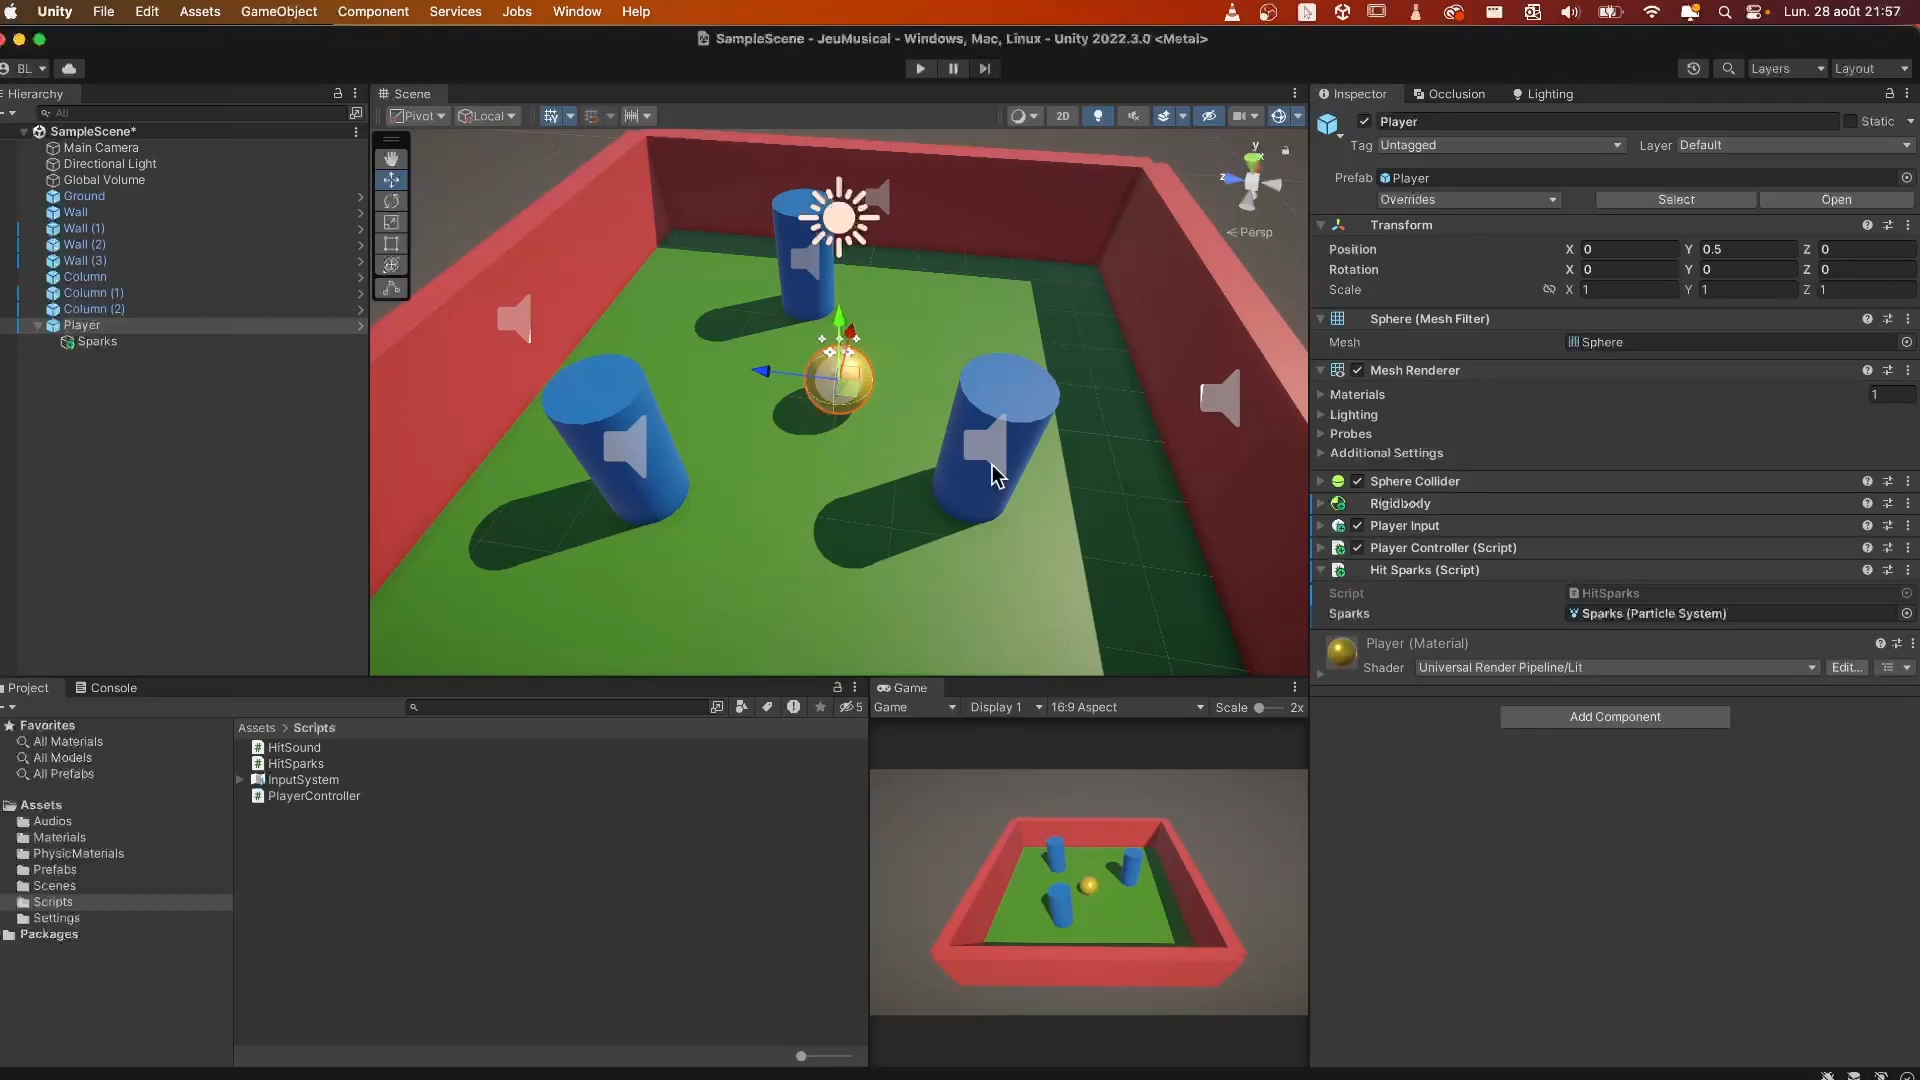 Unity File Edit Assets GameObject Component Services Jobs Window Help Lun. 28 août 21:57
SampleScene - JeuMusical - Windows, Mac, Linux - Unity 2022.3.0 <Metal>
BL Layers Layout
Hierarchy
All
SampleScene*
Main Camera
Directional Light
Global Volume
Ground
Wall
Wall (1)
Wall (2)
Wall (3)
Column
Column (1)
Column (2)
Player
Sparks
Scene
Pivot Local 2D
y
x
z
Persp
Inspector Occlusion Lighting
Player Static
Tag Untagged Layer Default
Prefab Player
Overrides Select Open
Transform
Position X 0 Y 0.5 Z 0
Rotation X 0 Y 0 Z 0
Scale X 1 Y 1 Z 1
Sphere (Mesh Filter)
Mesh Sphere
Mesh Renderer
Materials 1
Lighting
Probes
Additional Settings
Sphere Collider
Rigidbody
Player Input
Player Controller (Script)
Hit Sparks (Script)
Script HitSparks
Sparks Sparks (Particle System)
Player (Material)
Shader Universal Render Pipeline/Lit Edit...
Add Component
Project Console
5
Favorites
All Materials
All Models
All Prefabs
Assets
Audios
Materials
PhysicMaterials
Prefabs
Scenes
Scripts
Settings
Packages
Assets > Scripts
HitSound
HitSparks
InputSystem
PlayerController
Game
Game Display 1 16:9 Aspect Scale 2x